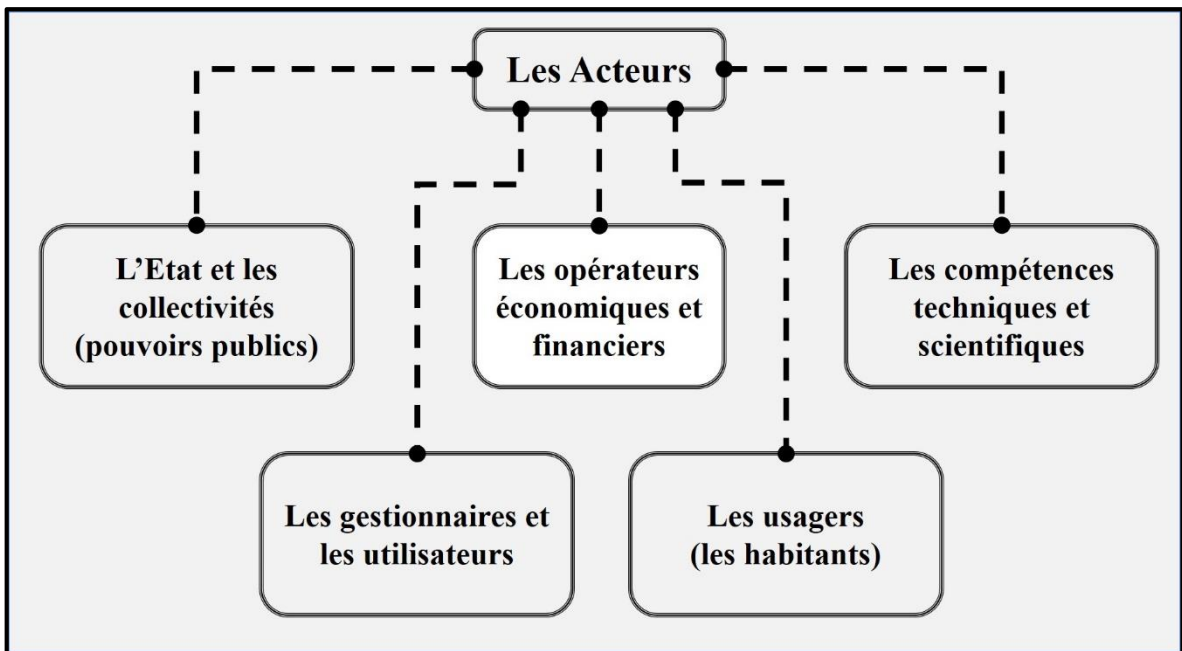 Les Acteurs
L’Etat et les
collectivités
(pouvoirs publics)
Les opérateurs
économiques et
financiers
Les compétences
techniques et
scientifiques
Les gestionnaires et
les utilisateurs
Les usagers
(les habitants)